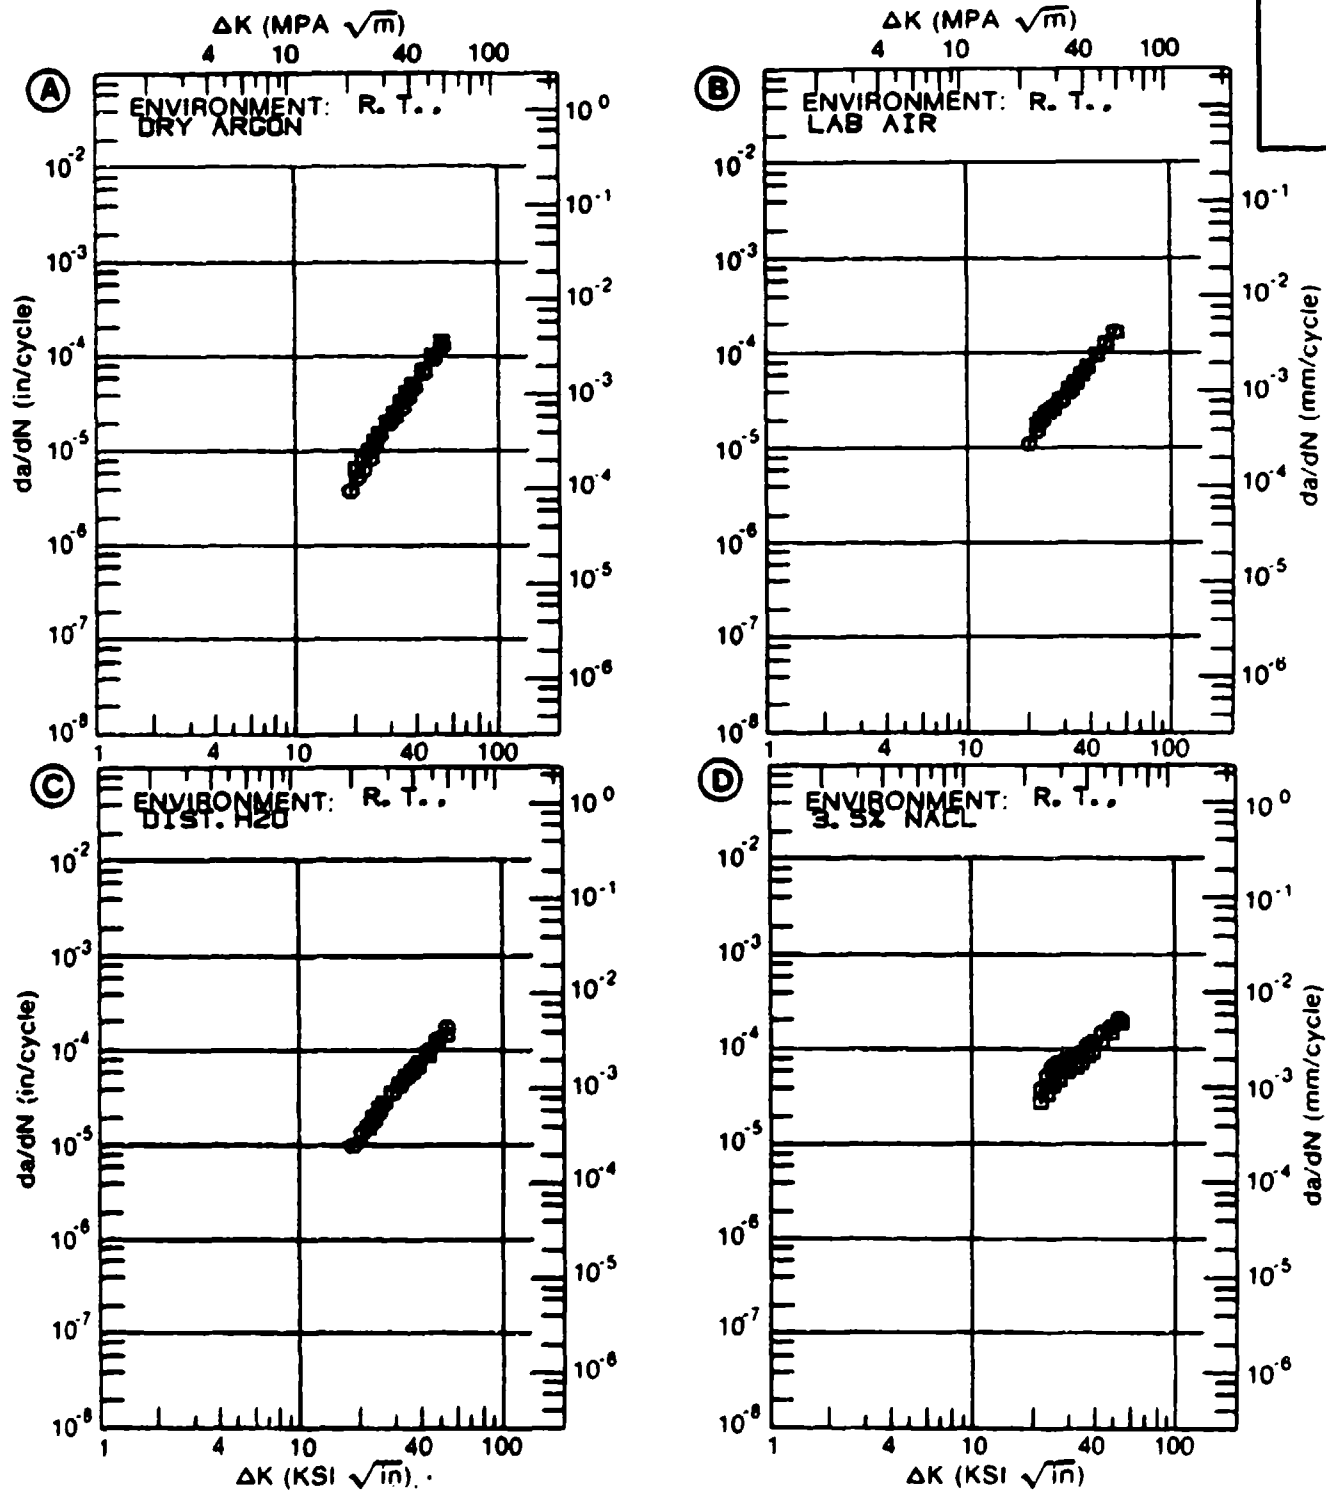 ΔK (MPA √m)
4 10 40 100
ΔK (MPA √m)
4 10 40 100
A
ENVIRONMENT: R. T.,
DRY ARGON
10⁻²
10⁻³
10⁻⁴
10⁻⁵
10⁻⁶
10⁻⁷
10⁻⁸
da/dN (in/cycle)
10⁰
10⁻¹
10⁻²
10⁻³
10⁻⁴
10⁻⁵
10⁻⁶
1 4 10 40 100
B
ENVIRONMENT: R. T.,
LAB AIR
10⁻²
10⁻³
10⁻⁴
10⁻⁵
10⁻⁶
10⁻⁷
10⁻⁸
10⁻¹
10⁻²
10⁻³
10⁻⁴
10⁻⁵
10⁻⁶
da/dN (mm/cycle)
1 4 10 40 100
C
ENVIRONMENT: R. T.,
DIST. H2O
10⁻²
10⁻³
10⁻⁴
10⁻⁵
10⁻⁶
10⁻⁷
10⁻⁸
da/dN (in/cycle)
10⁰
10⁻¹
10⁻²
10⁻³
10⁻⁴
10⁻⁵
10⁻⁶
1 4 10 40 100
ΔK (KSI √in)
D
ENVIRONMENT: R. T.,
3. 5% NACL
10⁻²
10⁻³
10⁻⁴
10⁻⁵
10⁻⁶
10⁻⁷
10⁻⁸
10⁰
10⁻¹
10⁻²
10⁻³
10⁻⁴
10⁻⁵
10⁻⁶
da/dN (mm/cycle)
1 4 10 40 100
ΔK (KSI √in)